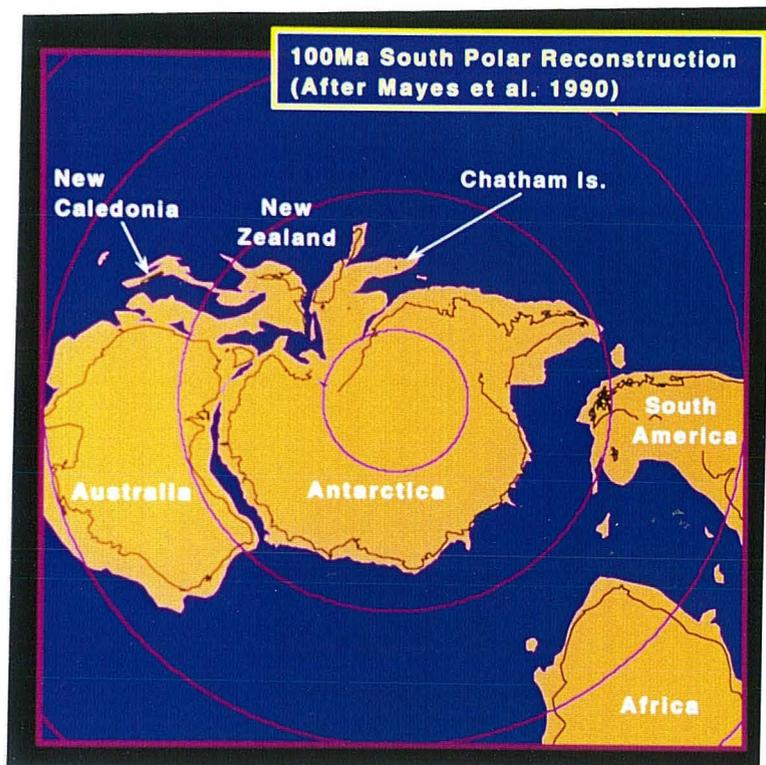 100Ma South Polar Reconstruction
(After Mayes et al. 1990)
New
Caledonia
New
Zealand
Chatham Is.
South
America
Australia
Antarctica
Africa